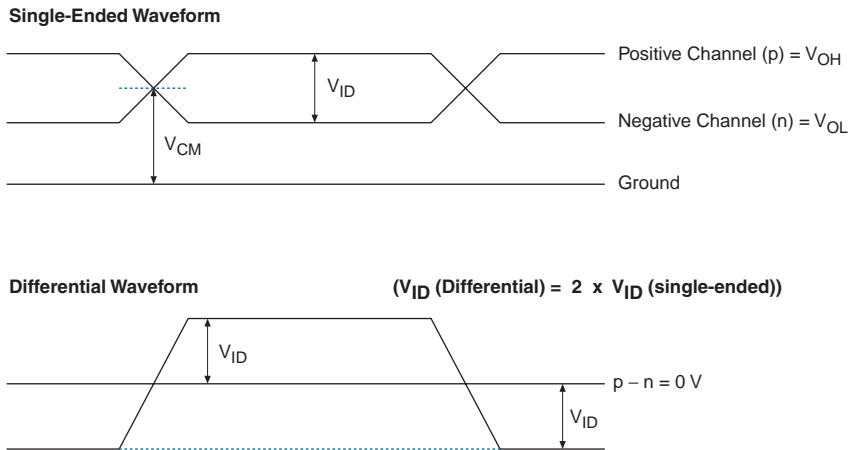 Single-Ended Waveform
Positive Channel (p) = VOH
VID
Negative Channel (n) = VOL
VCM
Ground
Differential Waveform
(VID (Differential) = 2 x VID (single-ended))
VID
p − n = 0 V
VID